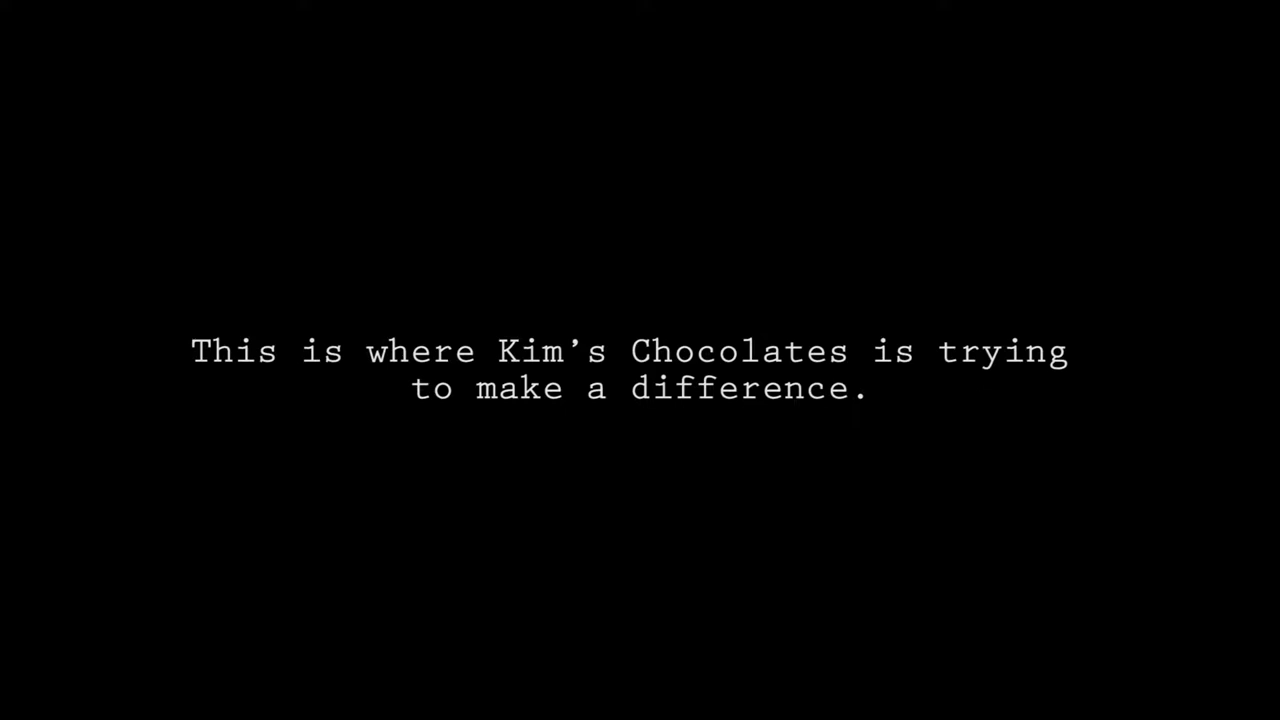 This is where Kim’s Chocolates is trying
to make a difference.